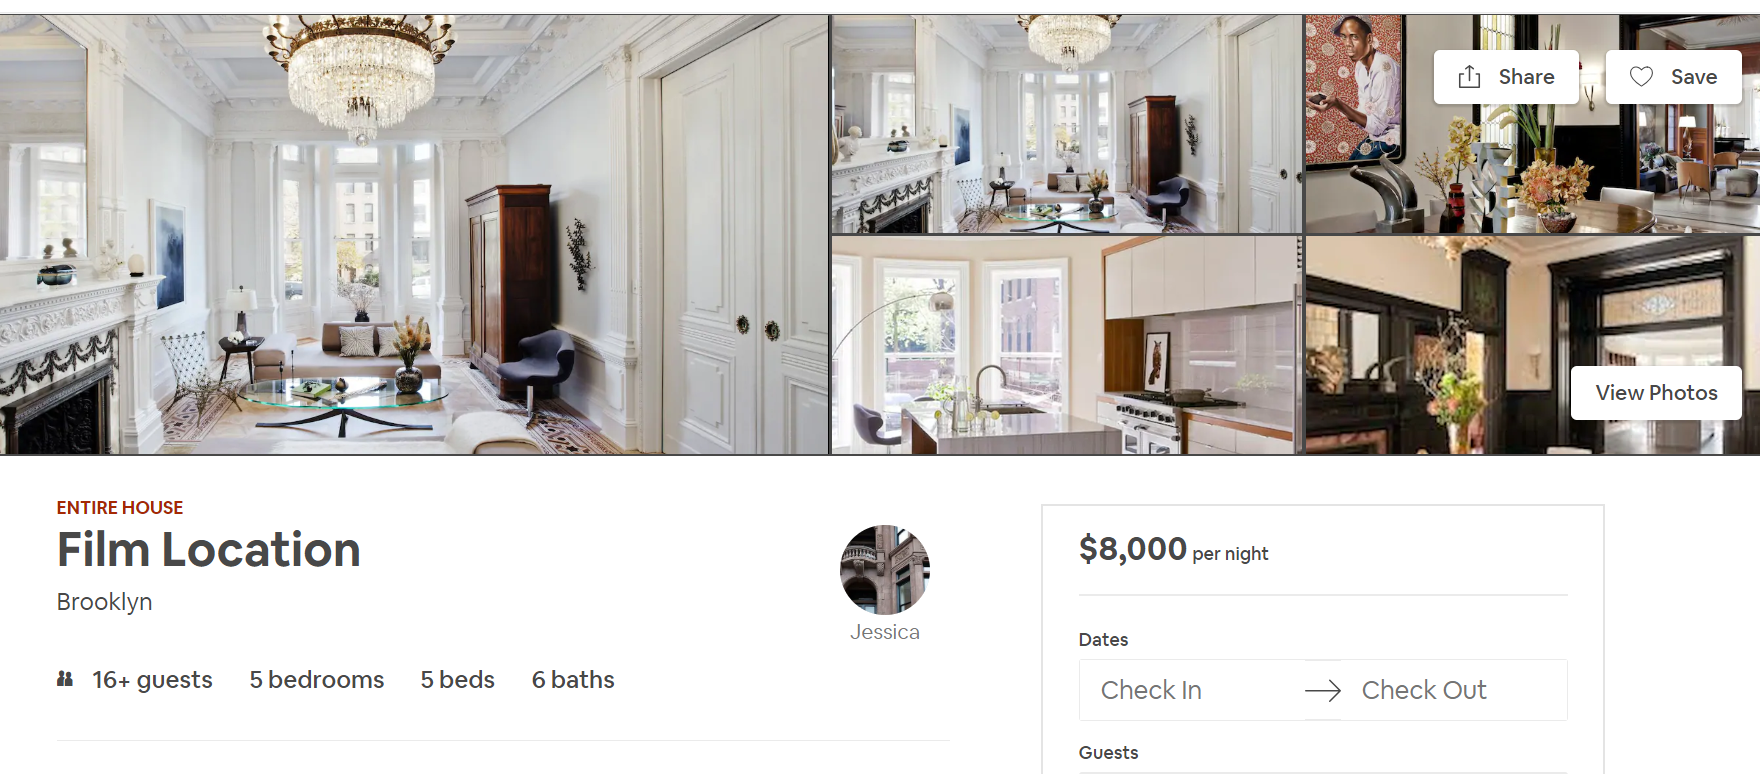 Share
Save
View Photos
ENTIRE HOUSE
Film Location
Brooklyn
Jessica
16+ guests 5 bedrooms 5 beds 6 baths
$8,000 per night
Dates
Check In → Check Out
Guests